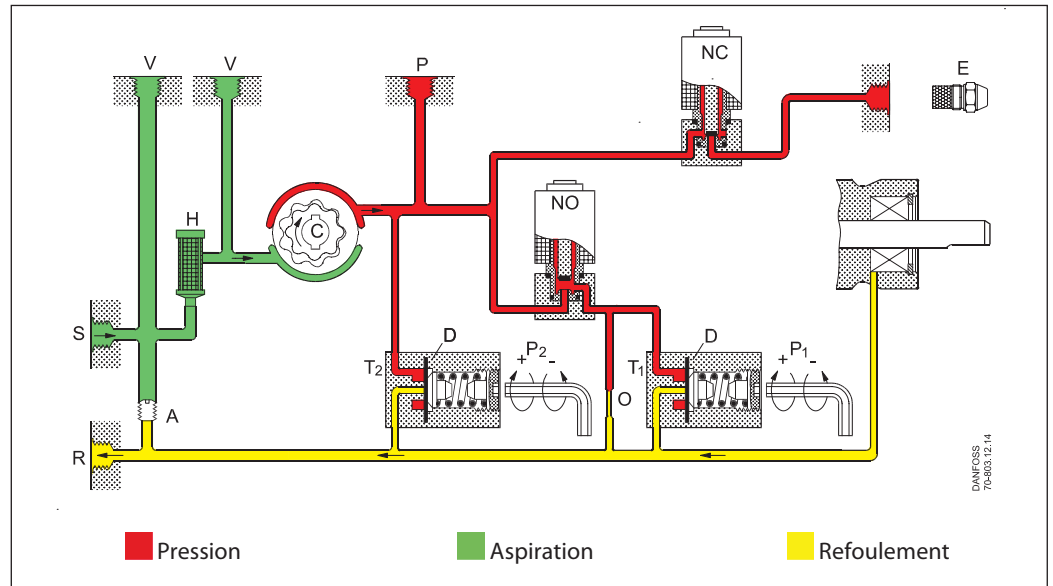 V V P NC E
H NO
C
S
T2 D + P2 - T1 D + P1 -
O
A
R
DANFOSS
70-803.12.14
Pression Aspiration Refoulement